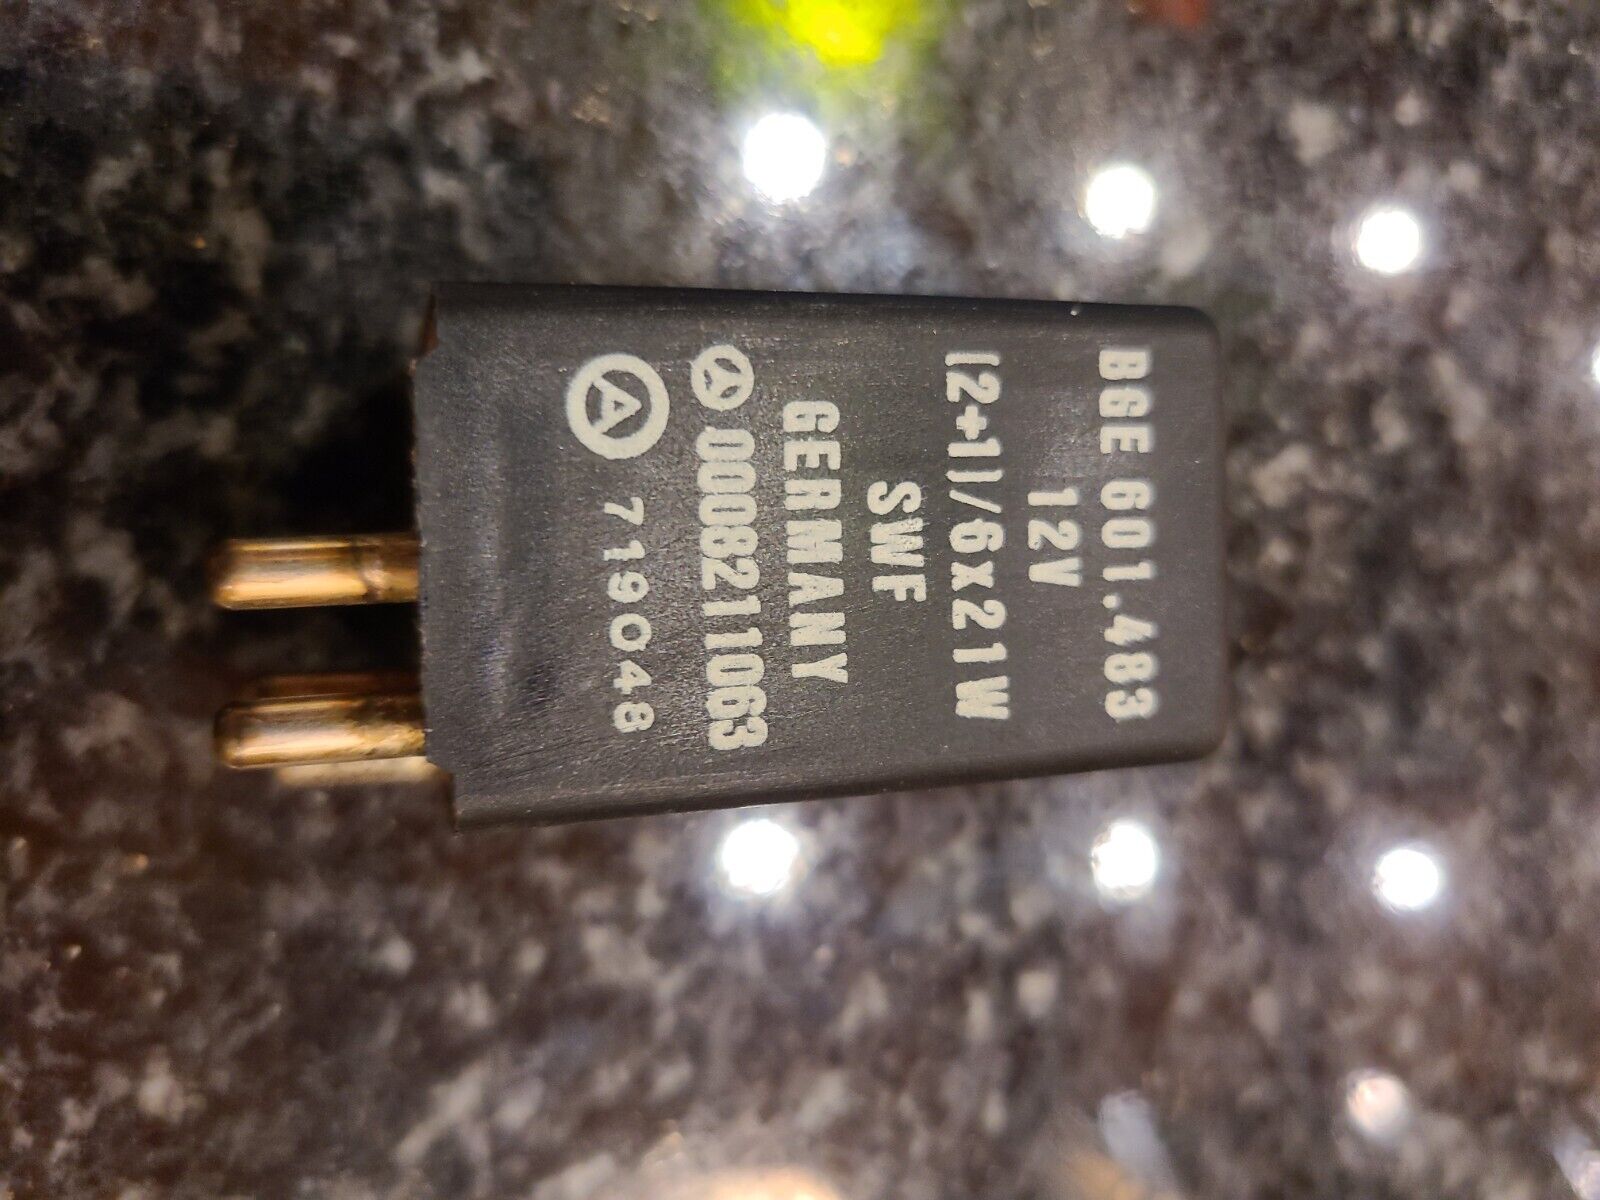 BGE 601.483
12V
(2+1)/6x21W
SWF
GERMANY
0008211063
A 719048